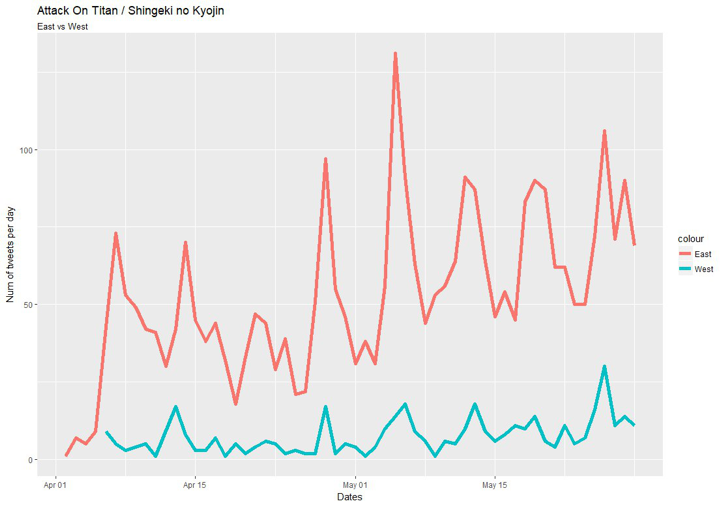 Attack On Titan / Shingeki no Kyojin
East vs West
Num of tweets per day
100
50
0
Apr 01
Apr 15
May 01
May 15
Dates
colour
East
West